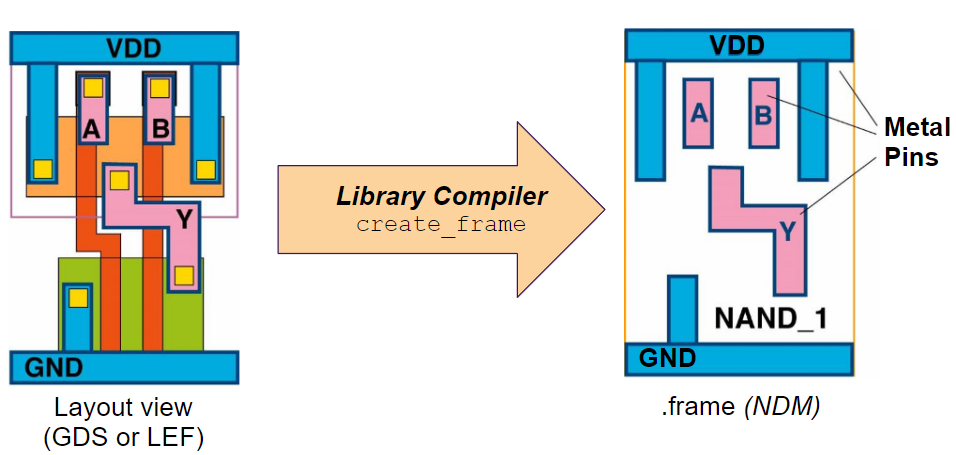 VDD
A
B
Y
GND
Layout view
(GDS or LEF)
Library Compiler
create_frame
VDD
A
B
Y
NAND_1
GND
Metal
Pins
.frame (NDM)